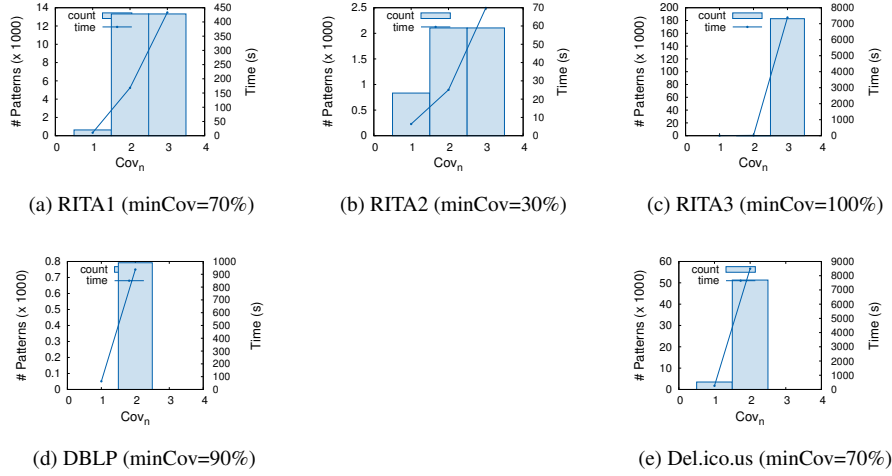 14
12
10
8
6
4
2
0
450
400
350
300
250
200
150
100
50
0
0 1 2 3 4
# Patterns (x 1000)
Time (s)
Cov_n
count
time
(a) RITA1 (minCov=70%)
2.5
2
1.5
1
0.5
0
70
60
50
40
30
20
10
0
0 1 2 3 4
# Patterns (x 1000)
Time (s)
Cov_n
count
time
(b) RITA2 (minCov=30%)
200
180
160
140
120
100
80
60
40
20
0
8000
7000
6000
5000
4000
3000
2000
1000
0
0 1 2 3 4
# Patterns (x 1000)
Time (s)
Cov_n
count
time
(c) RITA3 (minCov=100%)
0.8
0.7
0.6
0.5
0.4
0.3
0.2
0.1
0
1000
900
800
700
600
500
400
300
200
100
0
0 1 2 3 4
# Patterns (x 1000)
Time (s)
Cov_n
count
time
(d) DBLP (minCov=90%)
60
50
40
30
20
10
0
9000
8000
7000
6000
5000
4000
3000
2000
1000
0
0 1 2 3 4
# Patterns (x 1000)
Time (s)
Cov_n
count
time
(e) Del.ico.us (minCov=70%)